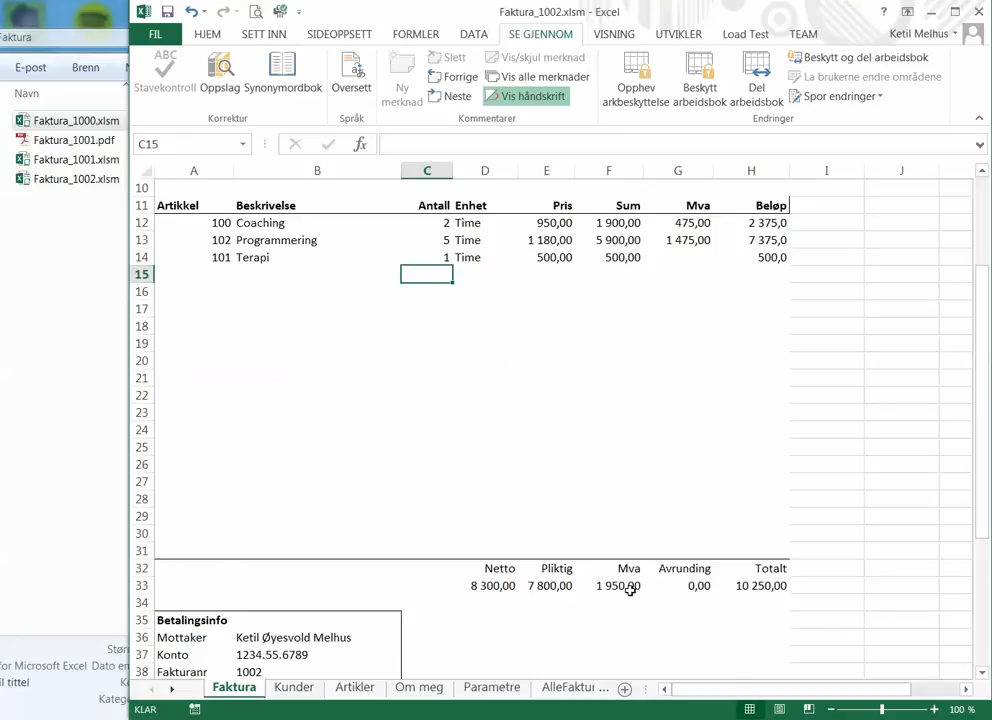 Faktura_1002.xlsm - Excel
Faktura
FIL HJEM SETT INN SIDEOPPSETT FORMLER DATA SE GJENNOM VISNING UTVIKLER Load Test TEAM Ketil Melhus
E-post Brenn
Navn
Faktura_1000.xlsm
Faktura_1001.pdf
Faktura_1001.xlsm
Faktura_1002.xlsm
ABC
Stavekontroll Oppslag Synonymordbok
Korrektur
Oversett
Språk
Ny merknad
Slett
Forrige
Neste
Vis/skjul merknad
Vis alle merknader
Vis håndskrift
Kommentarer
Opphev arkbeskyttelse
Beskytt arbeidsbok
Del arbeidsbok
Beskytt og del arbeidsbok
La brukerne endre områdene
Spor endringer
Endringer
C15 fx
A B C D E F G H I J
10
11 Artikkel Beskrivelse Antall Enhet Pris Sum Mva Beløp
12 100 Coaching 2 Time 950,00 1 900,00 475,00 2 375,0
13 102 Programmering 5 Time 1 180,00 5 900,00 1 475,00 7 375,0
14 101 Terapi 1 Time 500,00 500,00 500,0
15
16
17
18
19
20
21
22
23
24
25
26
27
28
29
30
31
32 Netto Pliktig Mva Avrunding Totalt
33 8 300,00 7 800,00 1 950,00 0,00 10 250,00
34
35 Betalingsinfo
36 Mottaker Ketil Øyesvold Melhus
37 Konto 1234.55.6789
38 Fakturanr 1002
for Microsoft Excel Dato en
il tittel
Faktura Kunder Artikler Om meg Parametre AlleFaktur ...
KLAR
100 %